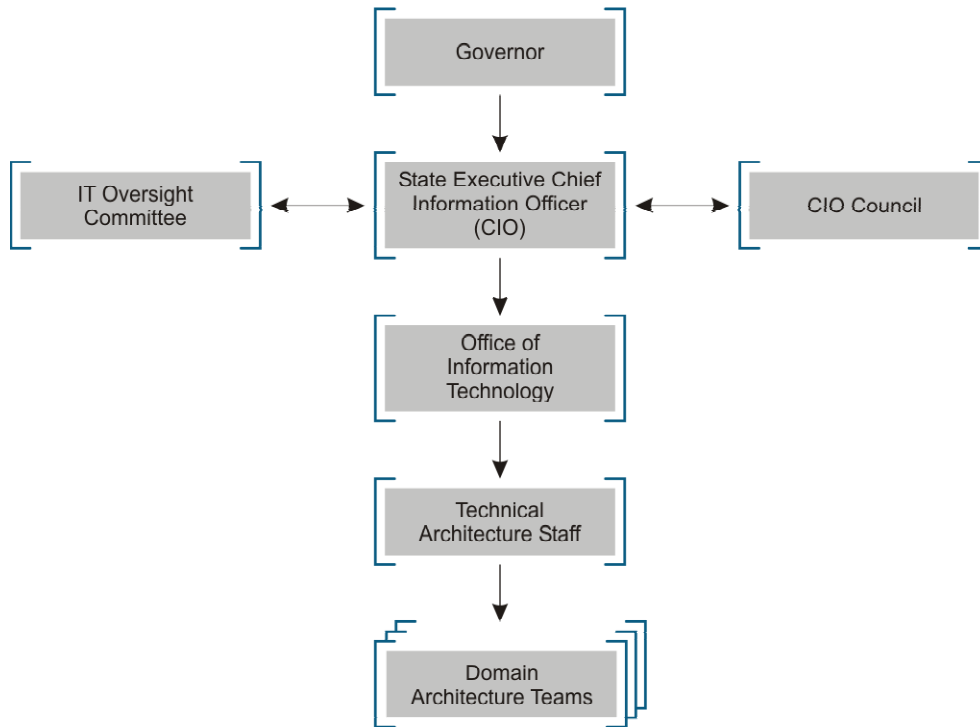 Governor
IT Oversight
Committee
State Executive Chief
Information Officer
(CIO)
CIO Council
Office of
Information
Technology
Technical
Architecture Staff
Domain
Architecture Teams